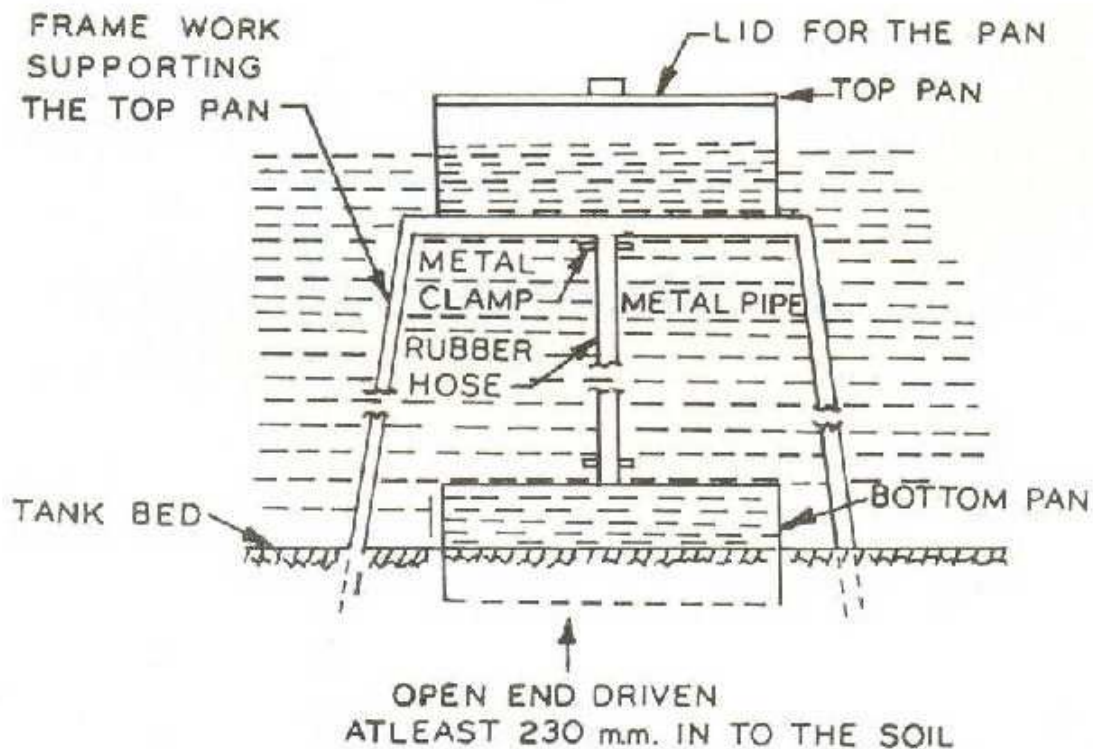 FRAME WORK
SUPPORTING
THE TOP PAN
LID FOR THE PAN
TOP PAN
METAL
CLAMP
METAL PIPE
RUBBER
HOSE
TANK BED
BOTTOM PAN
OPEN END DRIVEN
ATLEAST 230 m.m. IN TO THE SOIL